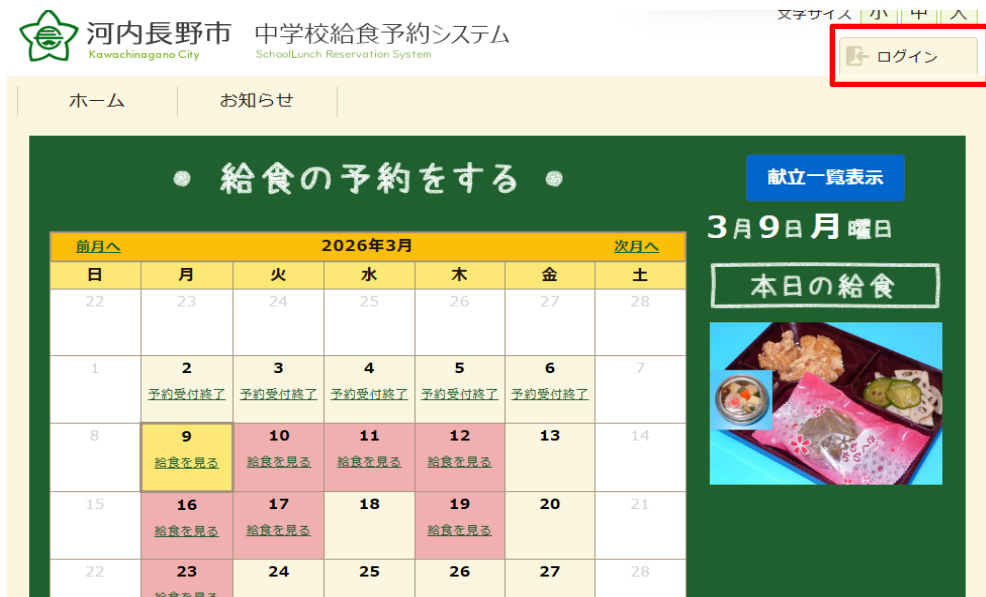 文字サイズ 小 中 大
河内長野市 中学校給食予約システム
Kawachinagano City SchoolLunch Reservation System
ログイン
ホーム お知らせ
給食の予約をする
献立一覧表示
3月9日月曜日
本日の給食
前月へ 2026年3月 次月へ
日 月 火 水 木 金 土
22 23 24 25 26 27 28
1 2 3 4 5 6 7
予約受付終了 予約受付終了 予約受付終了 予約受付終了 予約受付終了
8 9 10 11 12 13 14
給食を見る 給食を見る 給食を見る 給食を見る
15 16 17 18 19 20 21
給食を見る 給食を見る 給食を見る
22 23 24 25 26 27 28
給食を見る